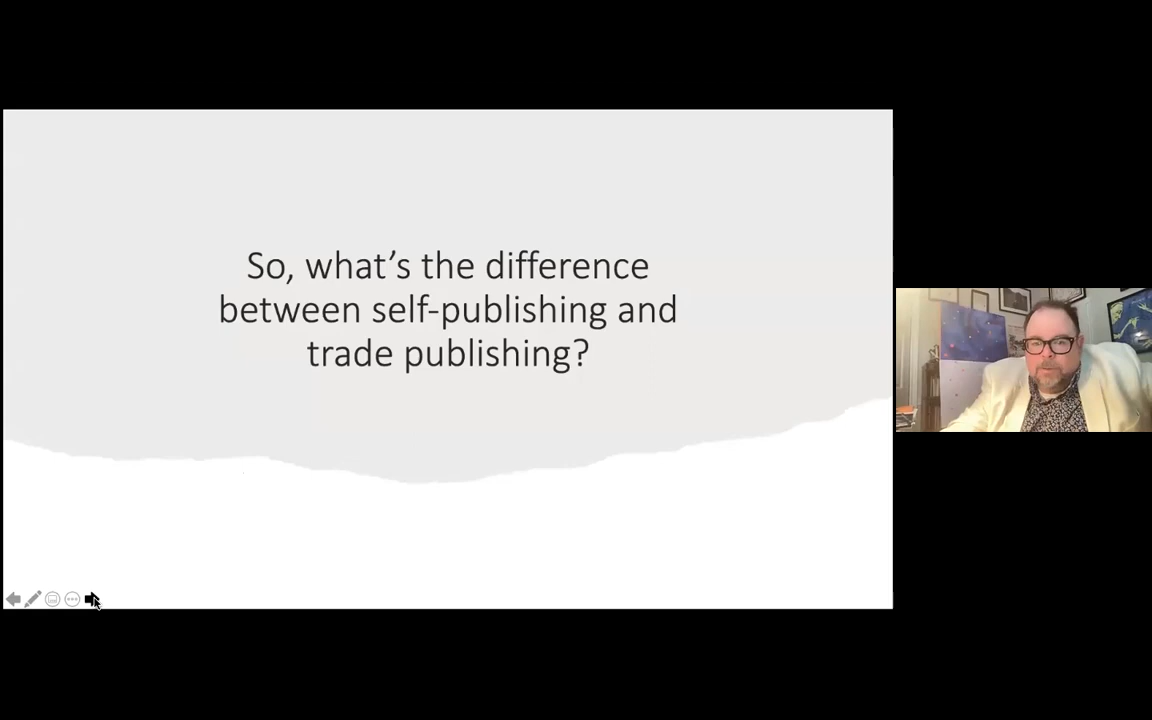 So, what’s the difference
between self-publishing and
trade publishing?